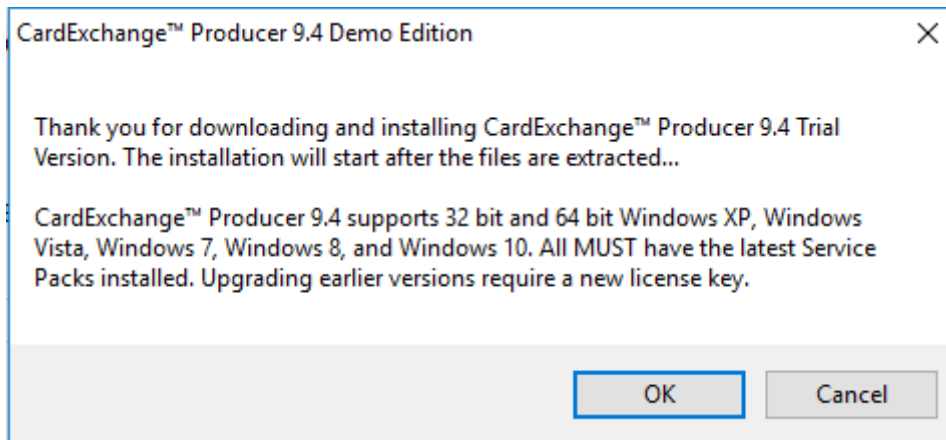 CardExchange™ Producer 9.4 Demo Edition
Thank you for downloading and installing CardExchange™ Producer 9.4 Trial
Version. The installation will start after the files are extracted...
CardExchange™ Producer 9.4 supports 32 bit and 64 bit Windows XP, Windows
Vista, Windows 7, Windows 8, and Windows 10. All MUST have the latest Service
Packs installed. Upgrading earlier versions require a new license key.
OK
Cancel